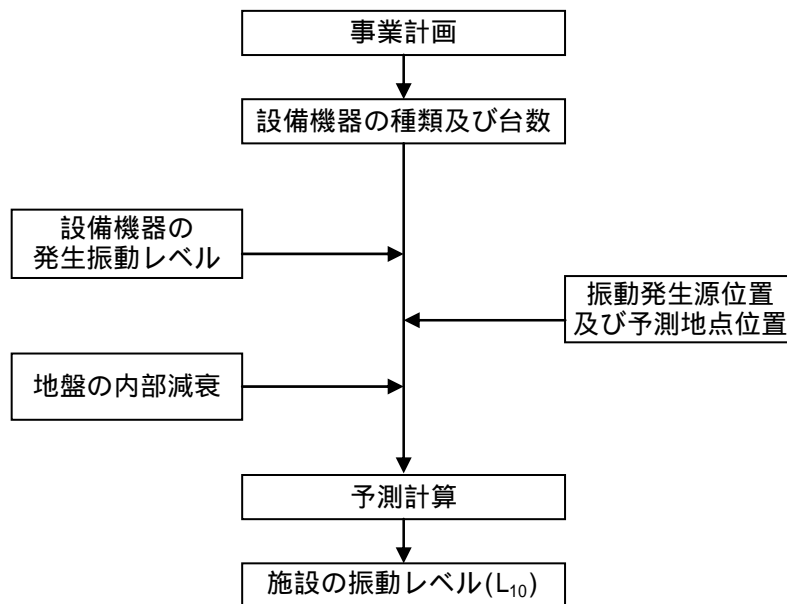 事業計画
設備機器の種類及び台数
設備機器の
発生振動レベル
振動発生源位置
及び予測地点位置
地盤の内部減衰
予測計算
施設の振動レベル(L₁₀)